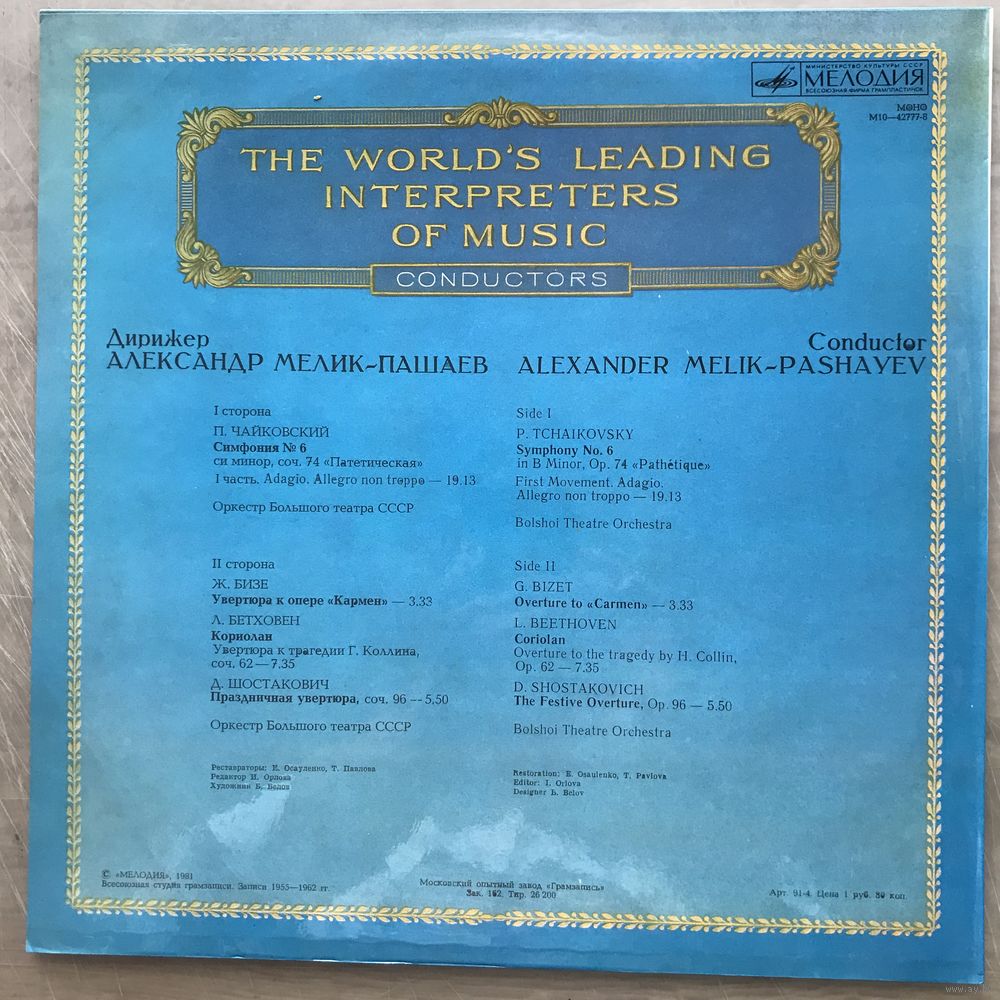 МИНИСТЕРСТВО КУЛЬТУРЫ СССР
МЕЛОДИЯ
ВСЕСОЮЗНАЯ ФИРМА ГРАМПЛАСТИНОК
МОНО
М10—42777-8
THE WORLD'S LEADING
INTERPRETERS
OF MUSIC
CONDUCTORS
Дирижер
АЛЕКСАНДР МЕЛИК-ПАШАЕВ
Conductor
ALEXANDER MELIK-PASHAYEV
I сторона
П. ЧАЙКОВСКИЙ
Симфония № 6
си минор, соч. 74 «Патетическая»
I часть. Adagio. Allegro non troppo — 19.13
Оркестр Большого театра СССР
II сторона
Ж. БИЗЕ
Увертюра к опере «Кармен» — 3.33
Л. БЕТХОВЕН
Кориолан
Увертюра к трагедии Г. Коллина,
соч. 62 — 7.35
Д. ШОСТАКОВИЧ
Праздничная увертюра, соч. 96 — 5,50
Оркестр Большого театра СССР
Реставраторы: Е. Осауленко, Т. Павлова
Редактор И. Орлова
Художник Б. Белов
Side I
P. TCHAIKOVSKY
Symphony No. 6
in B Minor, Op. 74 «Pathétique»
First Movement. Adagio.
Allegro non troppo — 19.13
Bolshoi Theatre Orchestra
Side II
G. BIZET
Overture to «Carmen» — 3.33
L. BEETHOVEN
Coriolan
Overture to the tragedy by H. Collin,
Op. 62 — 7.35
D. SHOSTAKOVICH
The Festive Overture, Op. 96 — 5.50
Bolshoi Theatre Orchestra
Restoration: E. Osaulenko, T. Pavlova
Editor: I. Orlova
Designer B. Belov
© «МЕЛОДИЯ», 1981
Всесоюзная студия грамзаписи. Записи 1955—1962 гг.
Московский опытный завод «Грамзапись»
Зак. 162. Тир. 26 200
Арт. 91-4. Цена 1 руб. 80 коп.